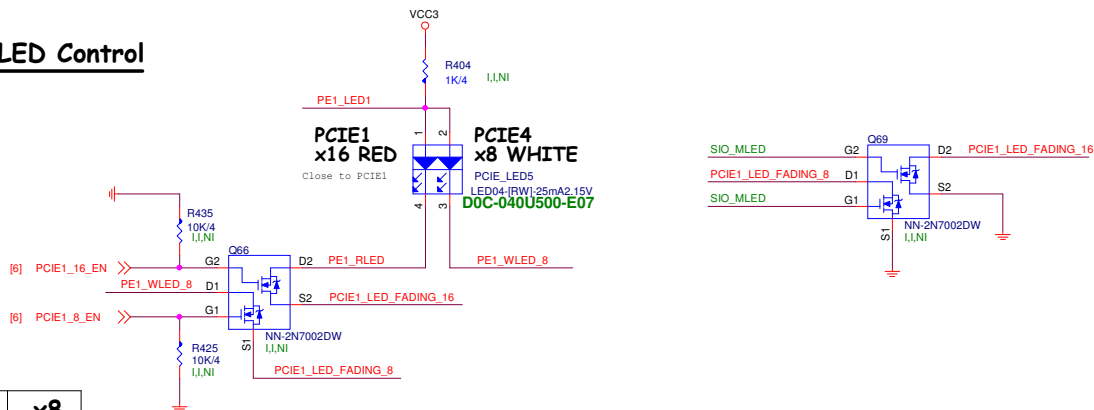 VCC3
LED Control
R404
1K/4
I,I,NI
PE1_LED1
PCIE1
x16 RED
Close to PCIE1
1
2
PCIE4
x8 WHITE
PCIE_LED5
LED04-[RW]-25mA2.15V
D0C-040U500-E07
4
3
R435
10K/4
I,I,NI
[6] PCIE1_16_EN
Q66
G2
D2
PE1_RLED
PE1_WLED_8
PE1_WLED_8
D1
S2
PCIE1_LED_FADING_16
[6] PCIE1_8_EN
G1
NN-2N7002DW
I,I,NI
S1
R425
10K/4
I,I,NI
PCIE1_LED_FADING_8
x8
Q69
SIO_MLED
G2
D2
PCIE1_LED_FADING_16
PCIE1_LED_FADING_8
D1
S2
SIO_MLED
G1
S1
NN-2N7002DW
I,I,NI